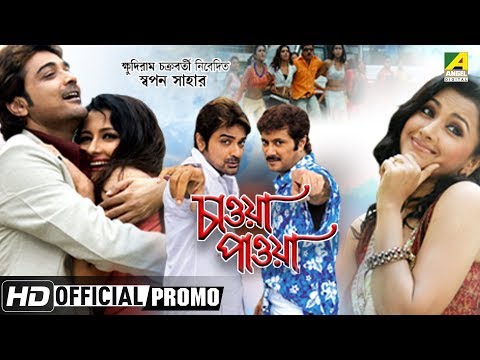 ক্ষুদিরাম চক্রবর্তী নিবেদিত
স্বপন সাহার
A
ANGEL
DIGITAL
চাওয়া
পাওয়া
HD OFFICIAL PROMO